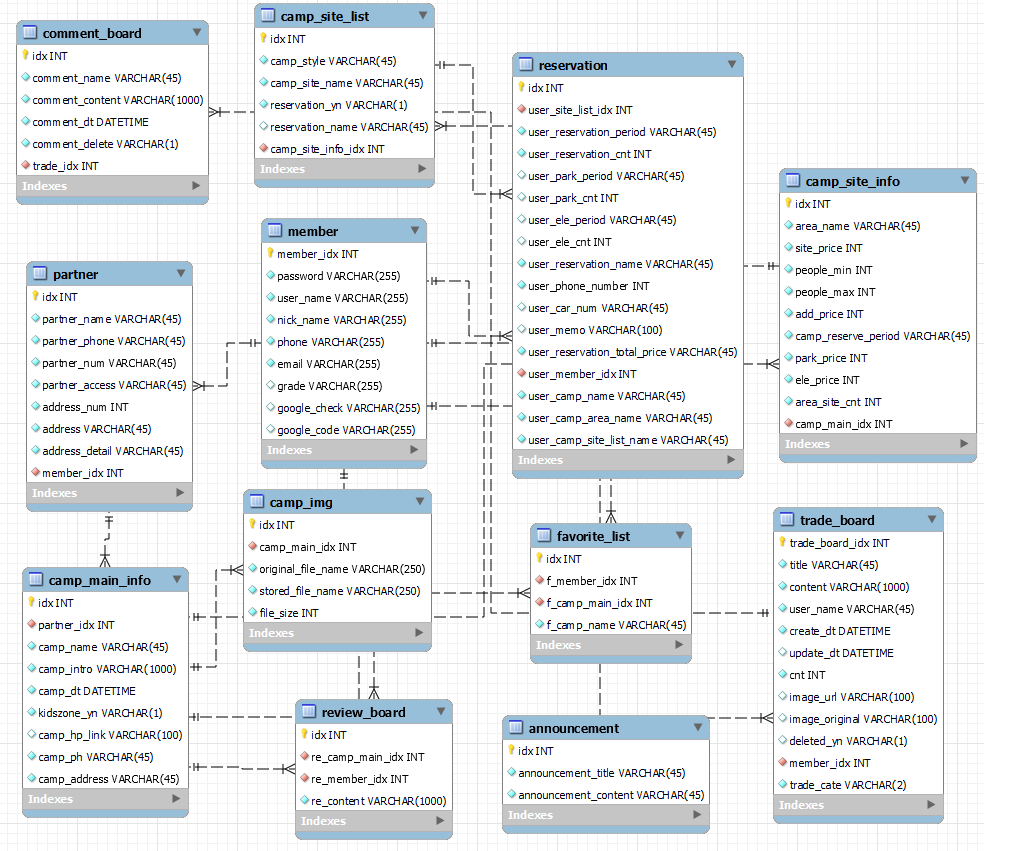 comment_board
idx INT
comment_name VARCHAR(45)
comment_content VARCHAR(1000)
comment_dt DATETIME
comment_delete VARCHAR(1)
trade_idx INT
Indexes
camp_site_list
idx INT
camp_style VARCHAR(45)
camp_site_name VARCHAR(45)
reservation_yn VARCHAR(1)
reservation_name VARCHAR(45)
camp_site_info_idx INT
Indexes
reservation
idx INT
user_site_list_idx INT
user_reservation_period VARCHAR(45)
user_reservation_cnt INT
user_park_period VARCHAR(45)
user_park_cnt INT
user_ele_period VARCHAR(45)
user_ele_cnt INT
user_reservation_name VARCHAR(45)
user_phone_number INT
user_car_num VARCHAR(45)
user_memo VARCHAR(100)
user_reservation_total_price VARCHAR(45)
user_member_idx INT
user_camp_name VARCHAR(45)
user_camp_area_name VARCHAR(45)
user_camp_site_list_name VARCHAR(45)
Indexes
camp_site_info
idx INT
area_name VARCHAR(45)
site_price INT
people_min INT
people_max INT
add_price INT
camp_reserve_period VARCHAR(45)
park_price INT
ele_price INT
area_site_cnt INT
camp_main_idx INT
Indexes
member
member_idx INT
password VARCHAR(255)
user_name VARCHAR(255)
nick_name VARCHAR(255)
phone VARCHAR(255)
email VARCHAR(255)
grade VARCHAR(255)
google_check VARCHAR(255)
google_code VARCHAR(255)
Indexes
partner
idx INT
partner_name VARCHAR(45)
partner_phone VARCHAR(45)
partner_num VARCHAR(45)
partner_access VARCHAR(45)
address_num INT
address VARCHAR(45)
address_detail VARCHAR(45)
member_idx INT
Indexes
camp_img
idx INT
camp_main_idx INT
original_file_name VARCHAR(250)
stored_file_name VARCHAR(250)
file_size INT
Indexes
favorite_list
idx INT
f_member_idx INT
f_camp_main_idx INT
f_camp_name VARCHAR(45)
Indexes
trade_board
trade_board_idx INT
title VARCHAR(45)
content VARCHAR(1000)
user_name VARCHAR(45)
create_dt DATETIME
update_dt DATETIME
cnt INT
image_url VARCHAR(100)
image_original VARCHAR(100)
deleted_yn VARCHAR(1)
member_idx INT
trade_cate VARCHAR(2)
Indexes
camp_main_info
idx INT
partner_idx INT
camp_name VARCHAR(45)
camp_intro VARCHAR(1000)
camp_dt DATETIME
kidszone_yn VARCHAR(1)
camp_hp_link VARCHAR(100)
camp_ph VARCHAR(45)
camp_address VARCHAR(45)
Indexes
review_board
idx INT
re_camp_main_idx INT
re_member_idx INT
re_content VARCHAR(1000)
Indexes
announcement
idx INT
announcement_title VARCHAR(45)
announcement_content VARCHAR(45)
Indexes